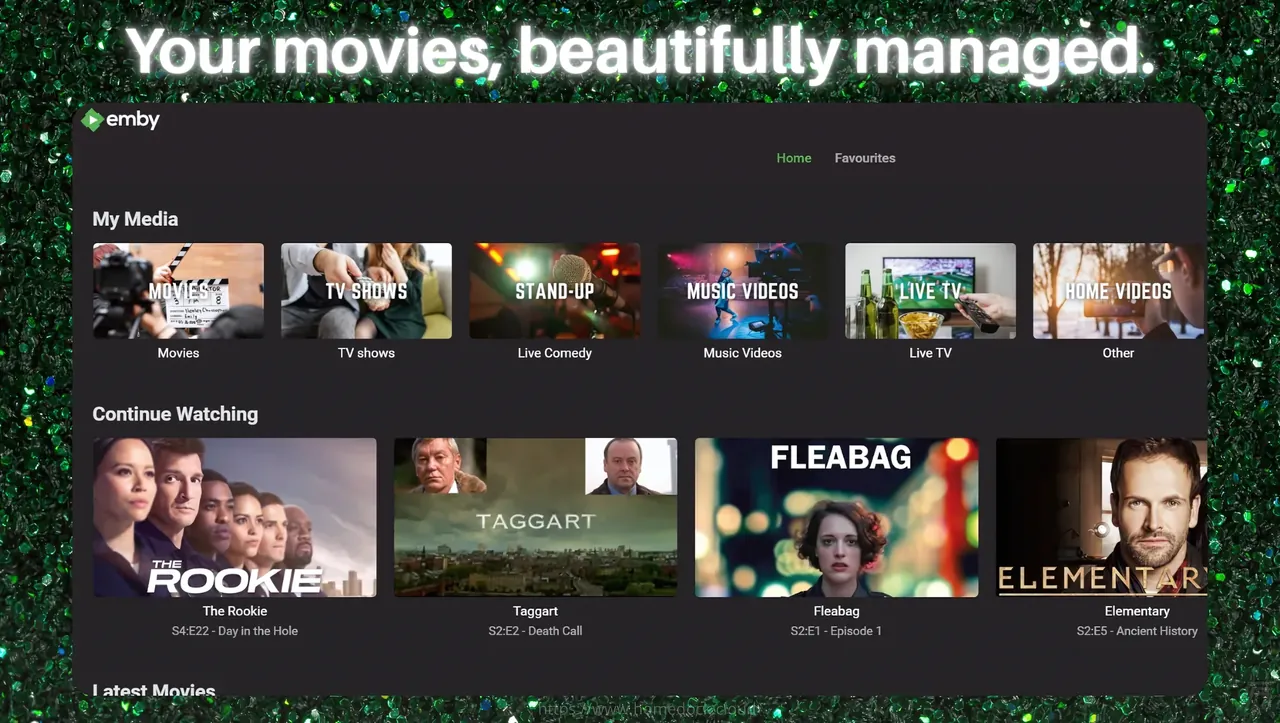 Your movies, beautifully managed.
emby
Home Favourites
My Media
MOVIES TV SHOWS STAND-UP MUSIC VIDEOS LIVE TV HOME VIDEOS
Movies TV shows Live Comedy Music Videos Live TV Other
Continue Watching
FLEABAG
TAGGART
THE
ROOKIE
ELEMENTARY
The Rookie Taggart Fleabag Elementary
S4:E22 - Day in the Hole S2:E2 - Death Call S2:E1 - Episode 1 S2:E5 - Ancient History
Latest Movies